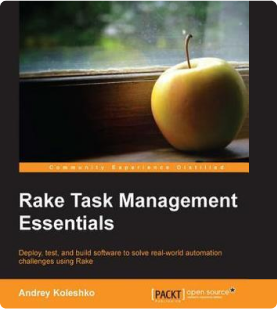 Community Experience Distilled
Rake Task Management
Essentials
Deploy, test, and build software to solve real-world automation
challenges using Rake
Andrey Koleshko
[PACKT] open source*
PUBLISHING